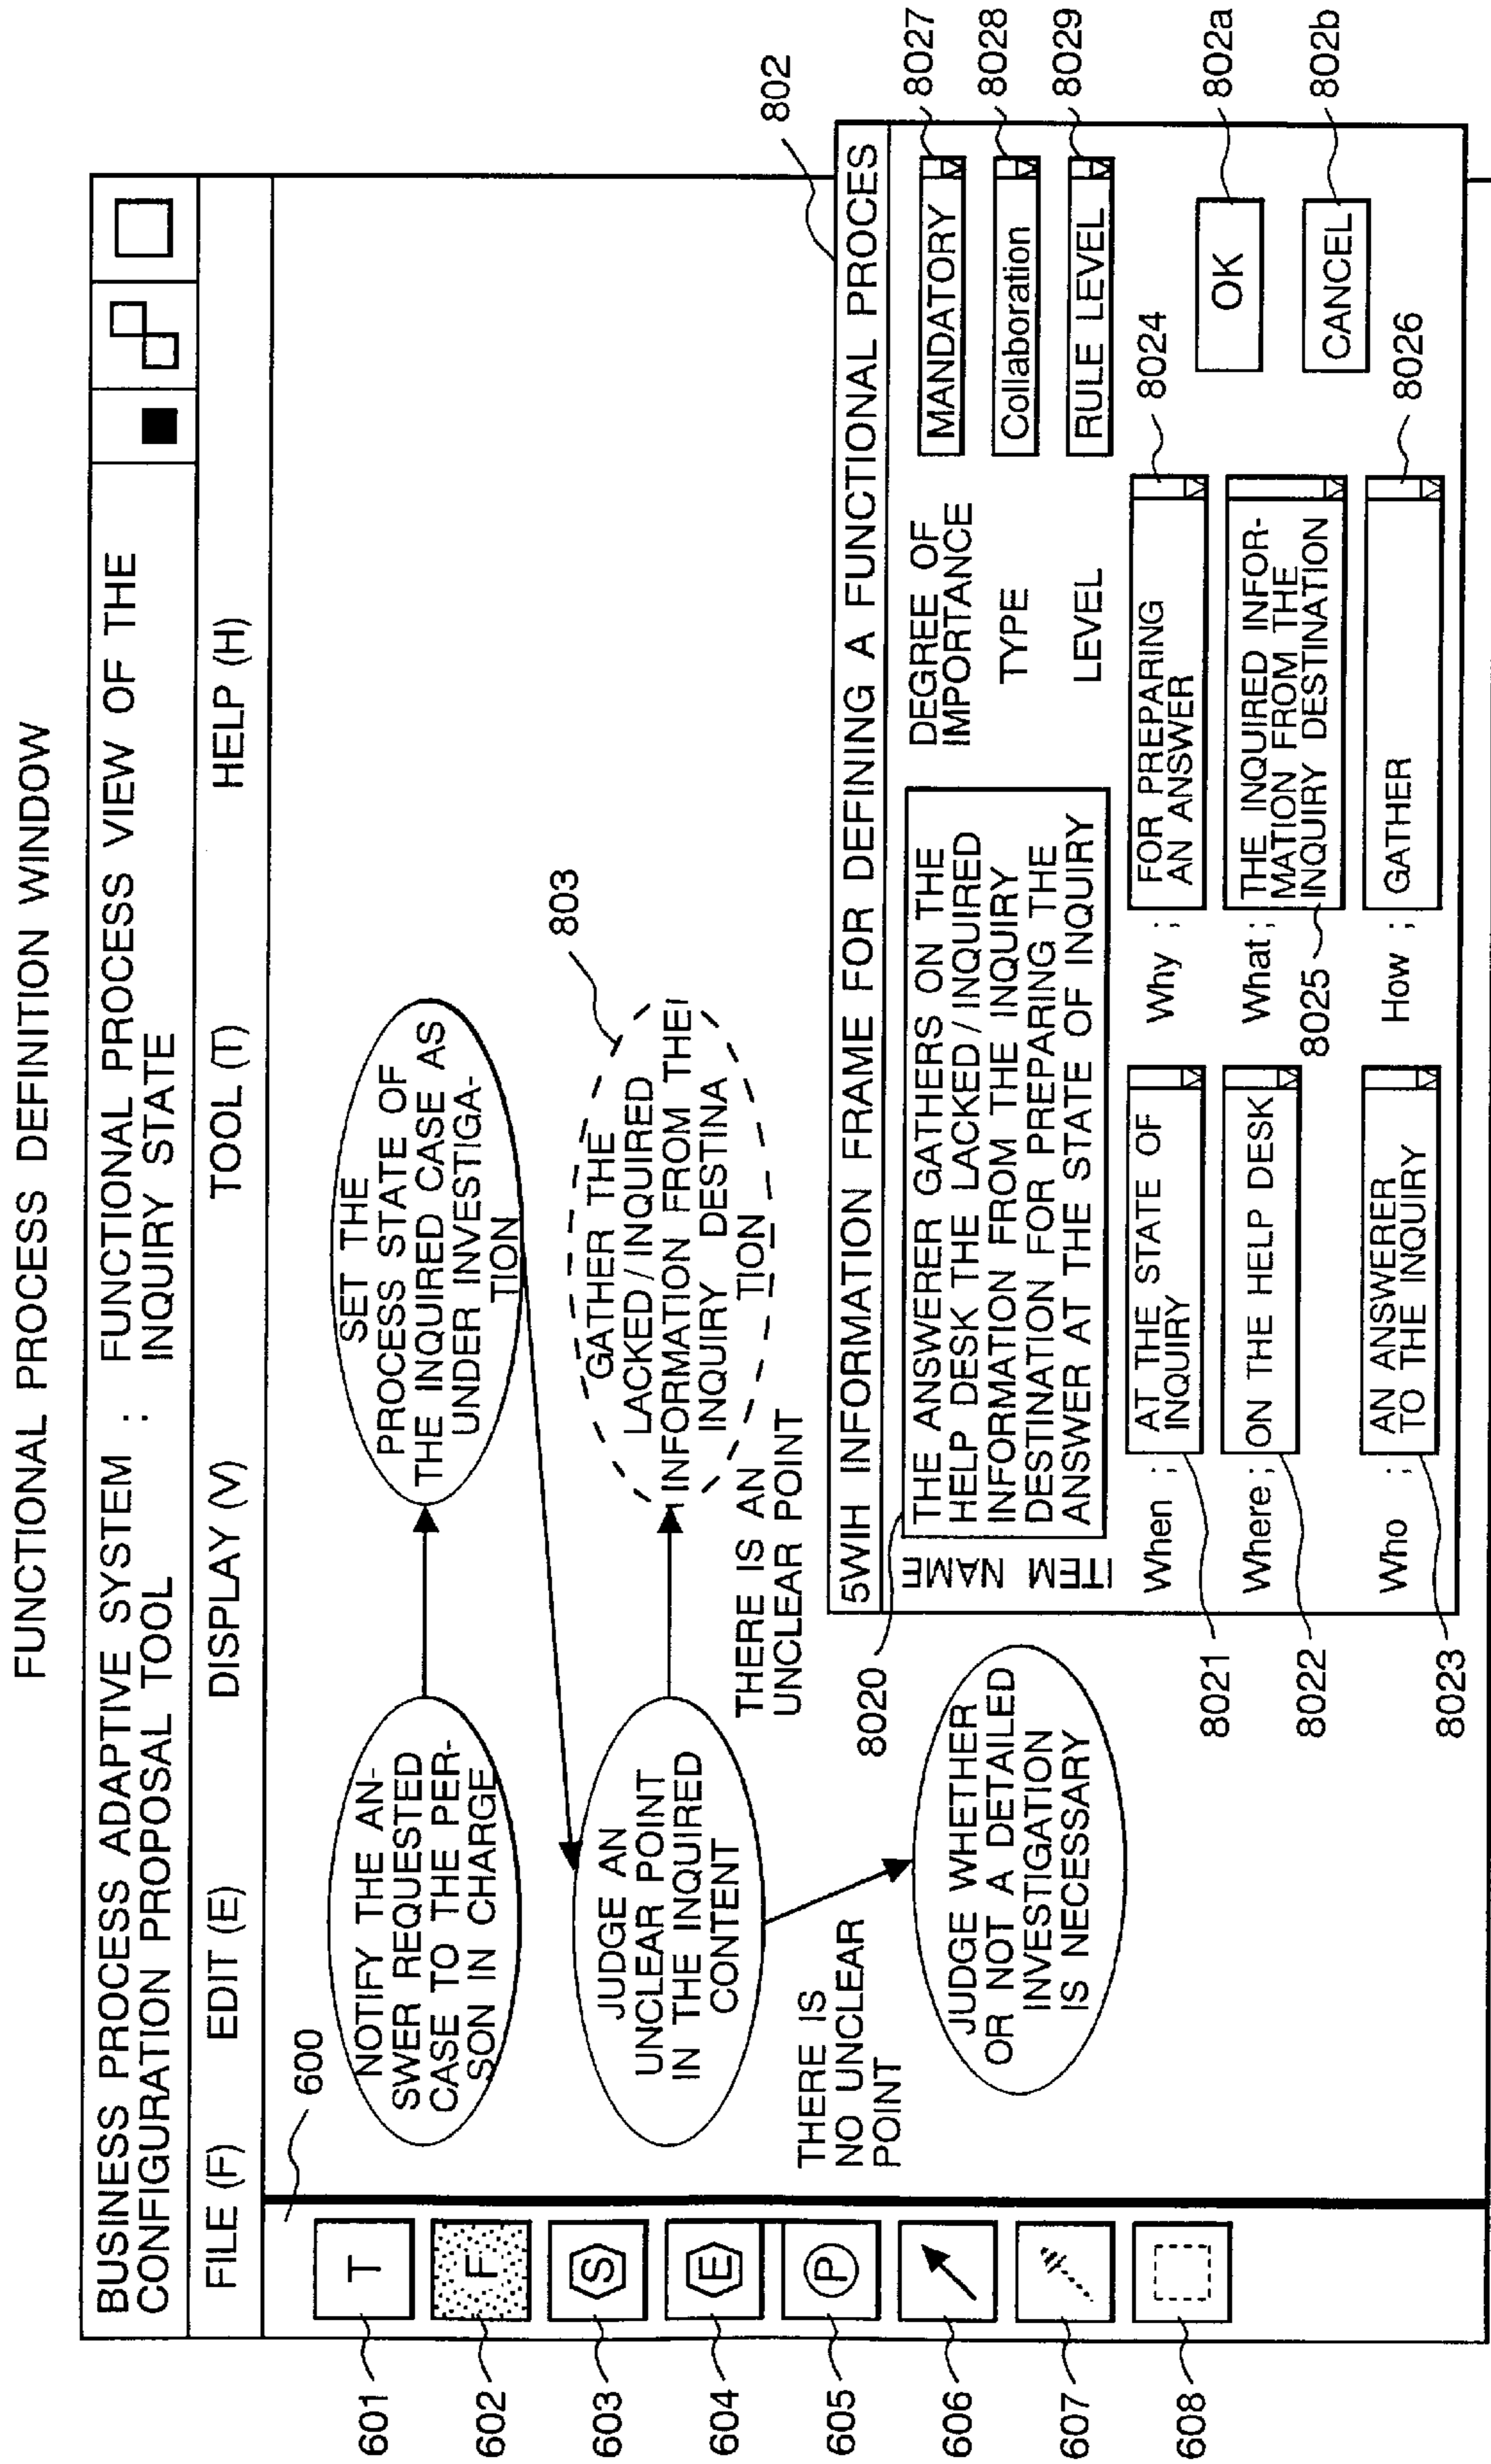 FUNCTIONAL PROCESS DEFINITION WINDOW
BUSINESS PROCESS ADAPTIVE SYSTEM : FUNCTIONAL PROCESS VIEW OF THE
CONFIGURATION PROPOSAL TOOL : INQUIRY STATE
FILE (F) EDIT (E) DISPLAY (V) TOOL (T) HELP (H)
600
601
T
602
F
603
S
604
E
605
P
606
607
608
NOTIFY THE AN-
SWER REQUESTED
CASE TO THE PER-
SON IN CHARGE
SET THE
PROCESS STATE OF
THE INQUIRED CASE AS
UNDER INVESTIGA-
TION
JUDGE AN
UNCLEAR POINT
IN THE INQUIRED
CONTENT
803
GATHER THE
LACKED / INQUIRED
INFORMATION FROM THE
INQUIRY DESTINA
TION
THERE IS AN
UNCLEAR POINT
THERE IS
NO UNCLEAR
POINT
JUDGE WHETHER
OR NOT A DETAILED
INVESTIGATION
IS NECESSARY
802
5WIH INFORMATION FRAME FOR DEFINING A FUNCTIONAL PROCES
8020
ITEM NAME
THE ANSWERER GATHERS ON THE
HELP DESK THE LACKED / INQUIRED
INFORMATION FROM THE INQUIRY
DESTINATION FOR PREPARING THE
ANSWER AT THE STATE OF INQUIRY
DEGREE OF
IMPORTANCE
MANDATORY
8027
TYPE
Collaboration
8028
LEVEL
RULE LEVEL
8029
When ;
AT THE STATE OF
INQUIRY
8021
Why ;
FOR PREPARING
AN ANSWER
8024
Where ;
ON THE HELP DESK
8022
What ;
THE INQUIRED INFOR-
MATION FROM THE
INQUIRY DESTINATION
8025
Who ;
AN ANSWERER
TO THE INQUIRY
8023
How ;
GATHER
8026
OK
802a
CANCEL
802b